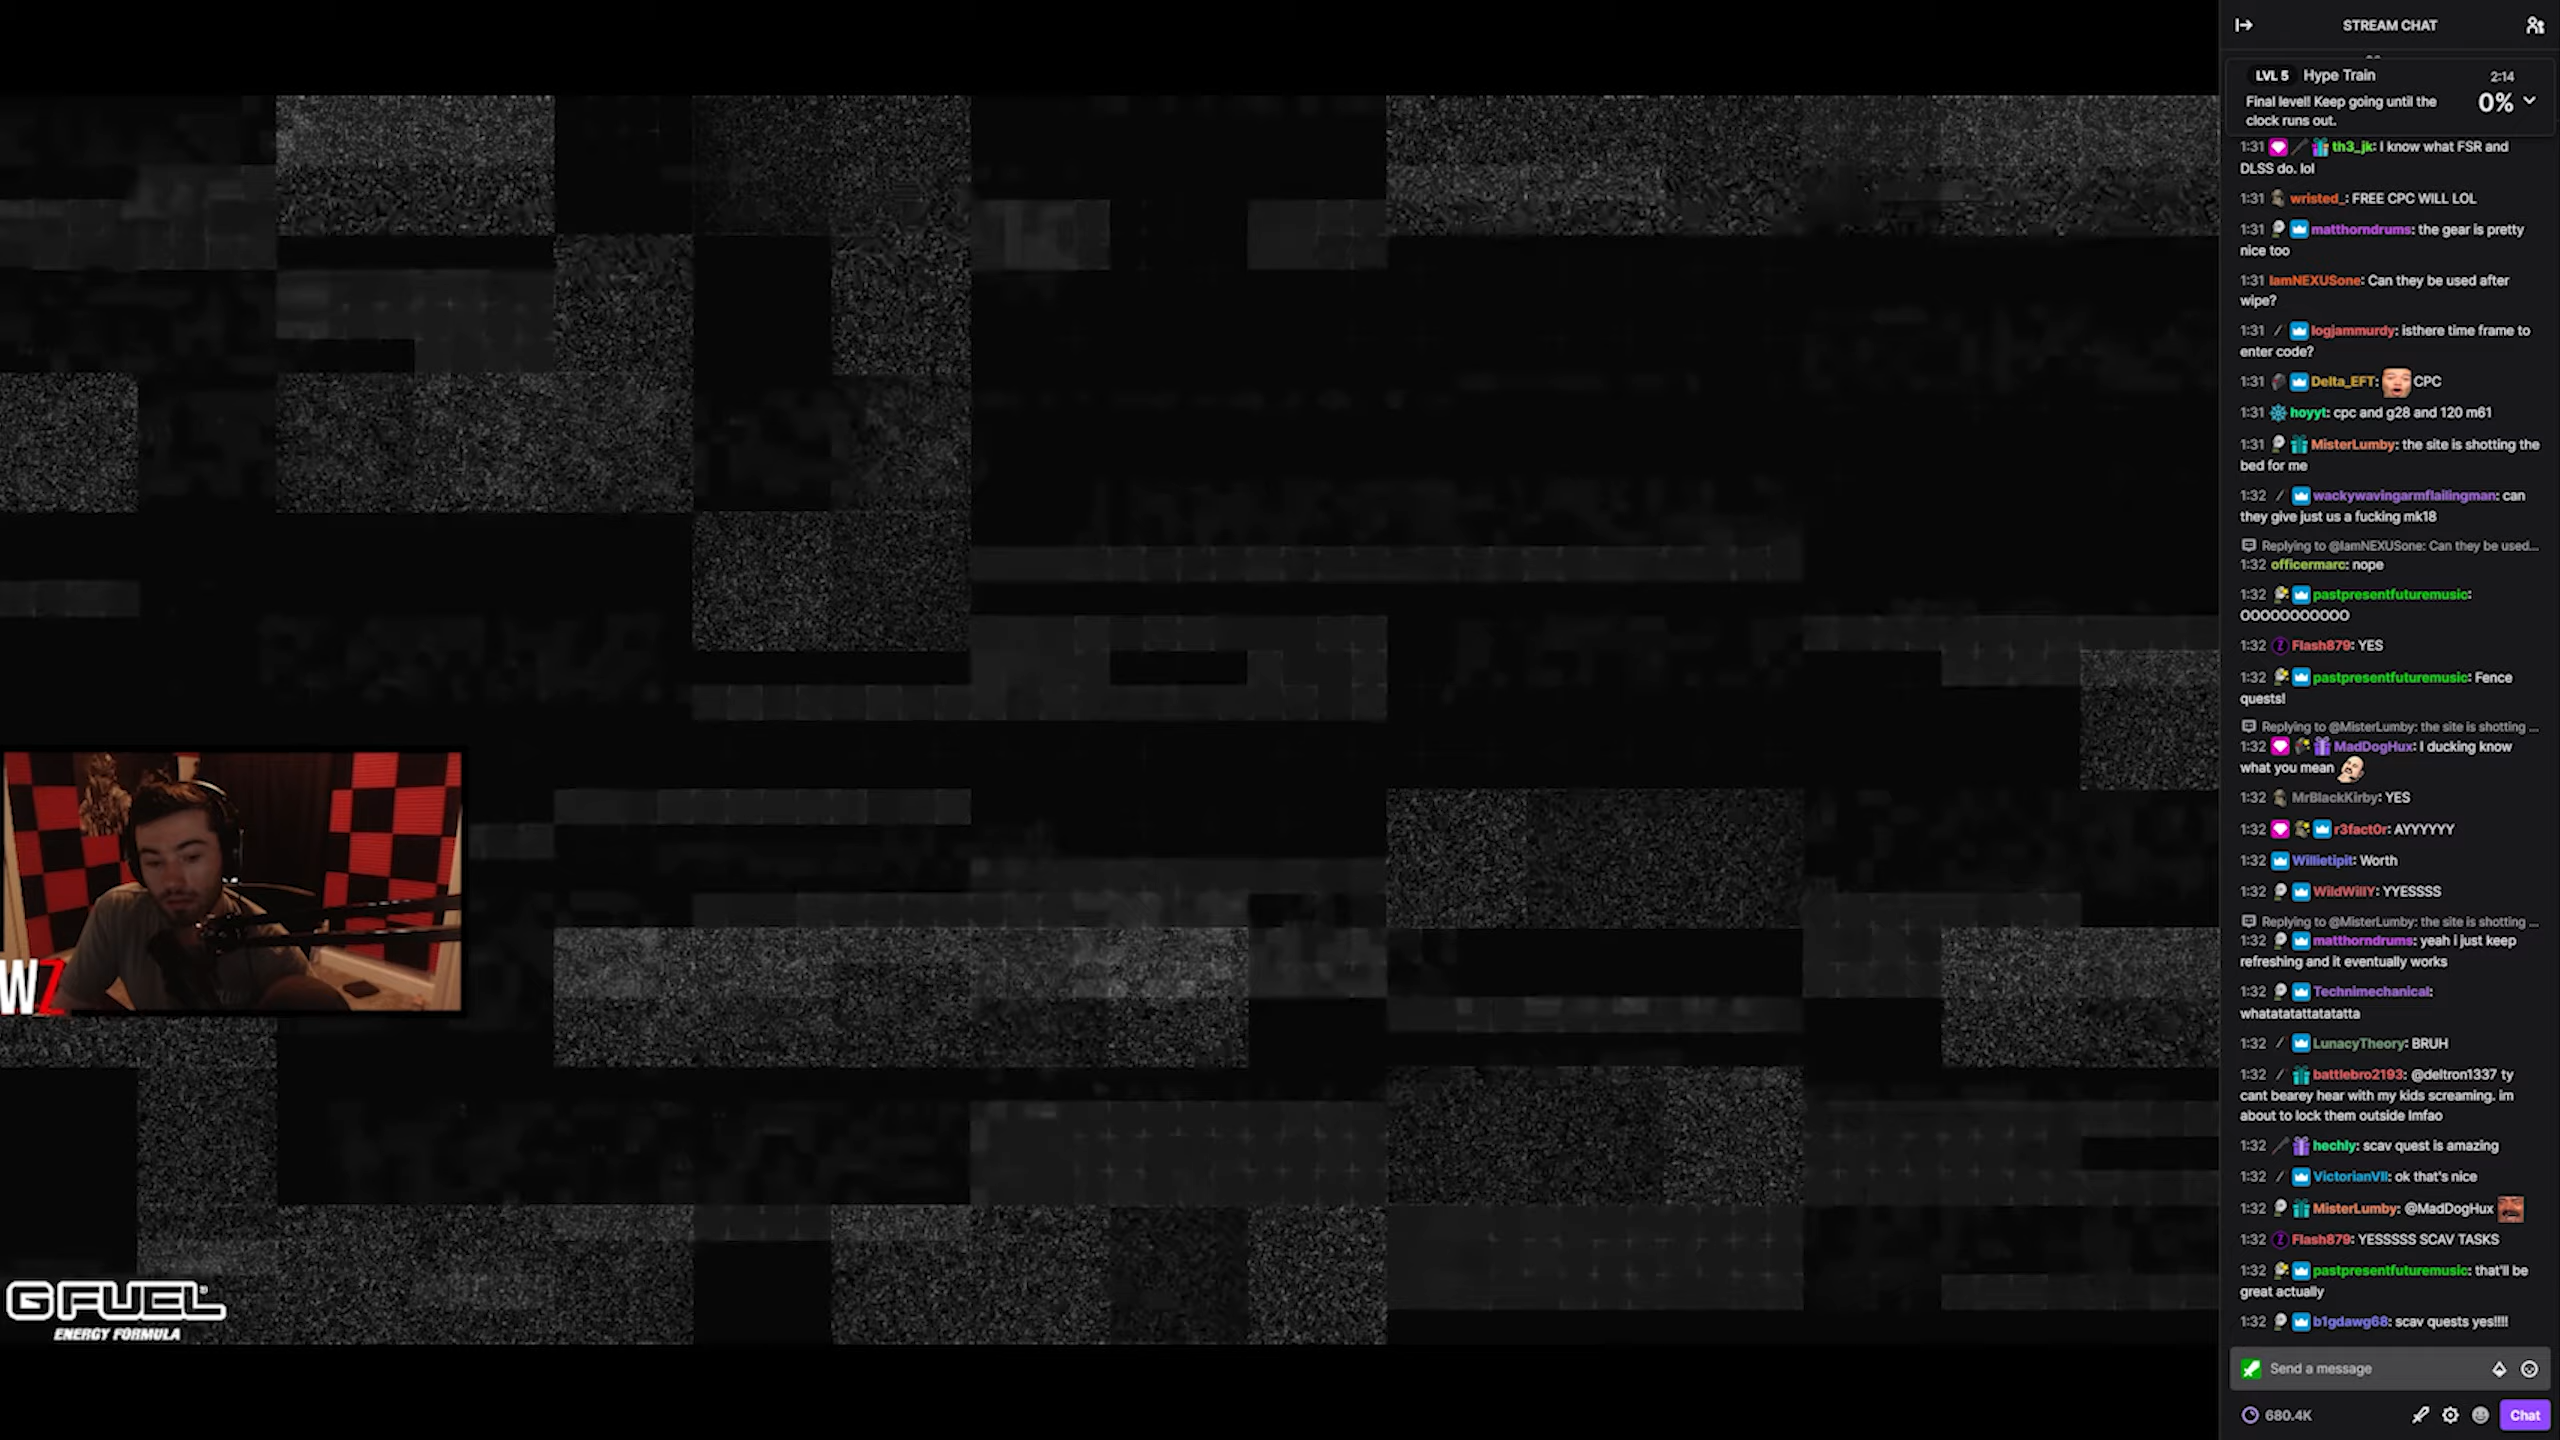 STREAM CHAT
LVL 5 Hype Train 2:14
Final level! Keep going until the
clock runs out.
0%
1:31 th3_jk: I know what FSR and
DLSS do. lol
1:31 wristed_: FREE CPC WILL LOL
1:31 matthorndrums: the gear is pretty
nice too
1:31 IamNEXUSone: Can they be used after
wipe?
1:31 logjammurdy: isthere time frame to
enter code?
1:31 Delta_EFT: CPC
1:31 hoyyt: cpc and g28 and 120 m61
1:31 MisterLumby: the site is shotting the
bed for me
1:32 wackywavingarmflailingman: can
they give just us a fucking mk18
Replying to @IamNEXUSone: Can they be used...
1:32 officermarc: nope
1:32 pastpresentfuturemusic:
OOOOOOOOOOO
1:32 Flash879: YES
1:32 pastpresentfuturemusic: Fence
quests!
Replying to @MisterLumby: the site is shotting ...
1:32 MadDogHux: I ducking know
what you mean
1:32 MrBlackKirby: YES
1:32 r3fact0r: AYYYYYY
1:32 Willietipit: Worth
1:32 WildWillY: YYESSSS
Replying to @MisterLumby: the site is shotting ...
1:32 matthorndrums: yeah i just keep
refreshing and it eventually works
1:32 Technimechanical:
whatatatattatatatta
1:32 LunacyTheory: BRUH
1:32 battlebro2193: @deltron1337 ty
cant bearey hear with my kids screaming. im
about to lock them outside lmfao
1:32 hechly: scav quest is amazing
1:32 VictorianVII: ok that's nice
1:32 MisterLumby: @MadDogHux
1:32 Flash879: YESSSSS SCAV TASKS
1:32 pastpresentfuturemusic: that'll be
great actually
1:32 b1gdawg68: scav quests yes!!!!
Send a message
680.4K
Chat
WZ
G FUEL
ENERGY FORMULA